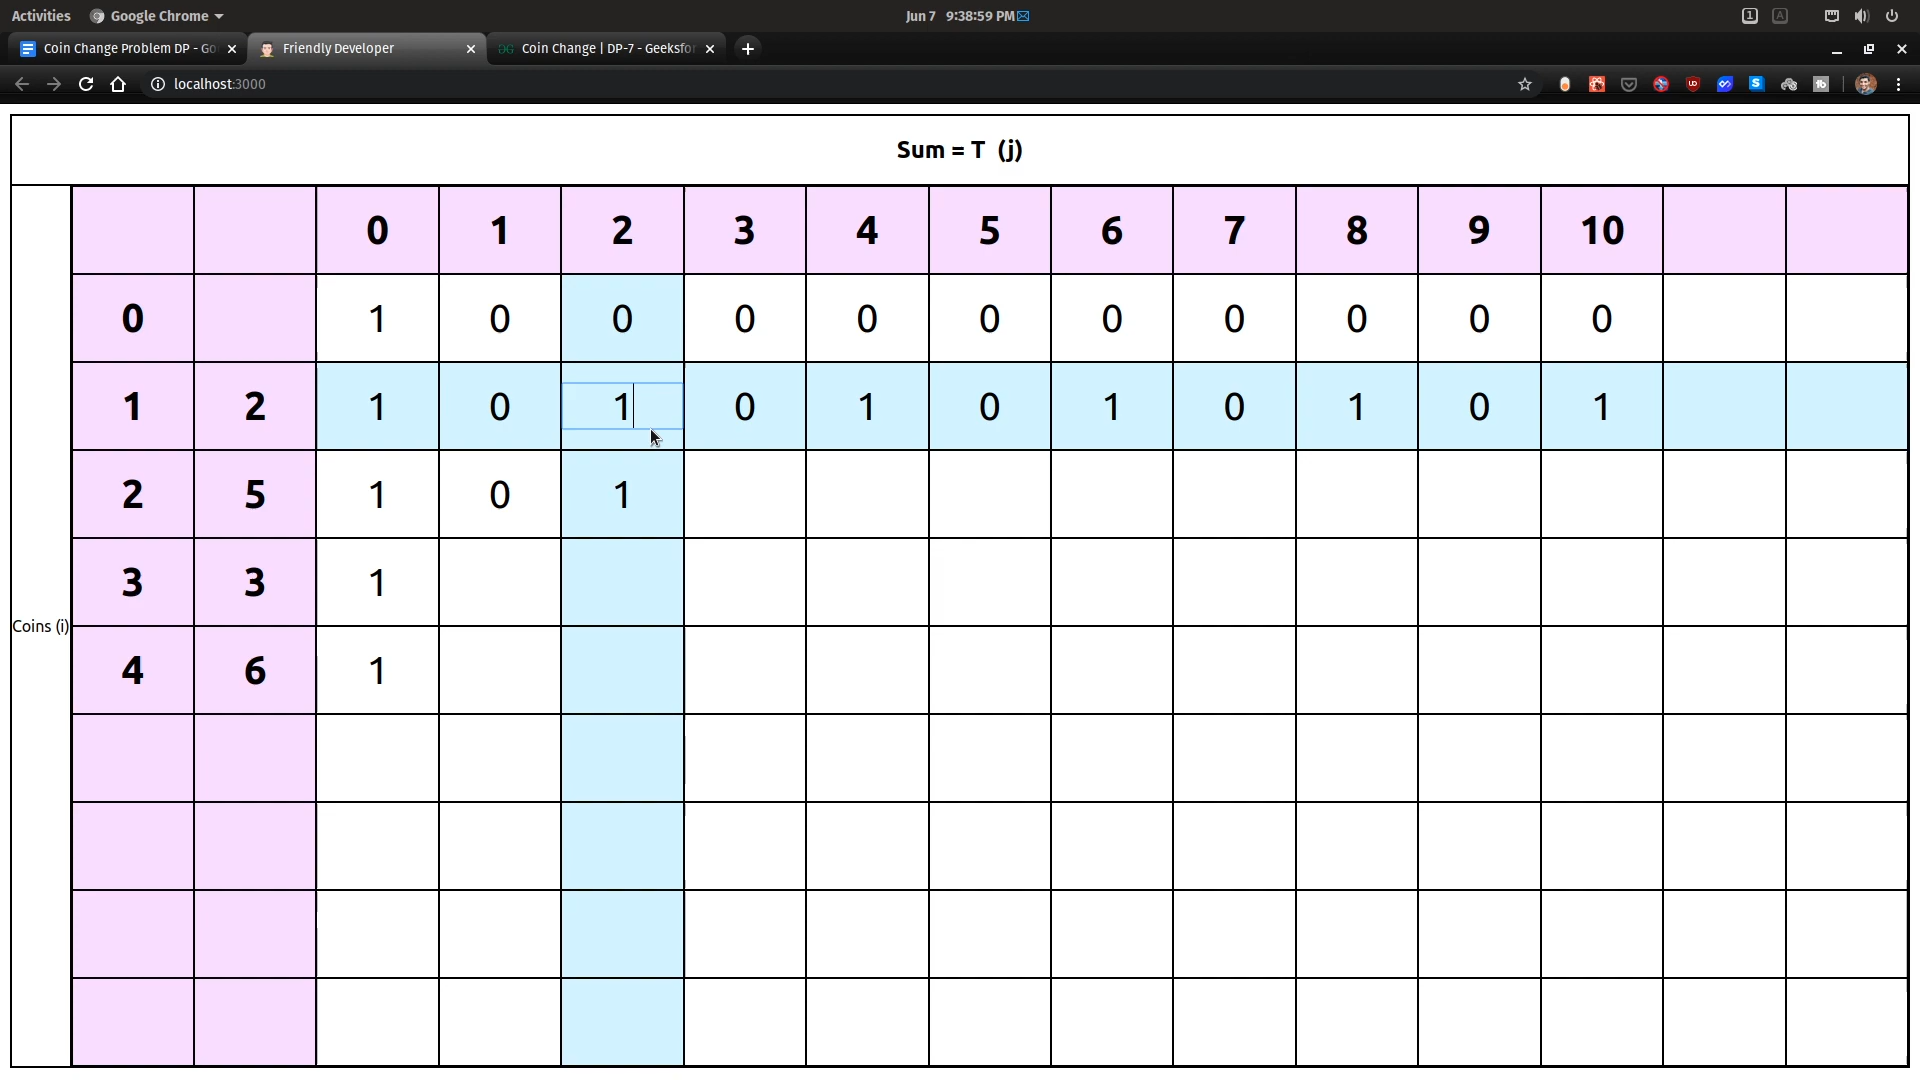 Activities Google Chrome Jun 7 9:38:59 PM 1 A
Coin Change Problem DP - Go Friendly Developer Coin Change | DP-7 - Geeksfor
localhost:3000
Sum = T (j)
0 1 2 3 4 5 6 7 8 9 10
0 1 0 0 0 0 0 0 0 0 0 0
1 2 1 0 1 0 1 0 1 0 1 0 1
2 5 1 0 1
3 3 1
Coins (i)
4 6 1